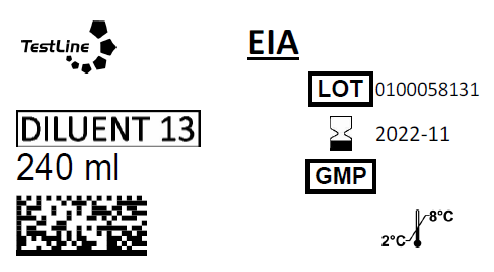 TestLine
EIA
LOT 0100058131
2022-11
GMP
DILUENT 13
240 ml
8°C
2°C